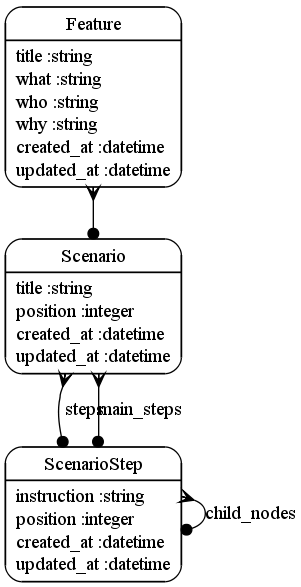 Feature
title :string
what :string
who :string
why :string
created_at :datetime
updated_at :datetime
Scenario
title :string
position :integer
created_at :datetime
updated_at :datetime
steps
main_steps
ScenarioStep
instruction :string
position :integer
created_at :datetime
updated_at :datetime
child_nodes